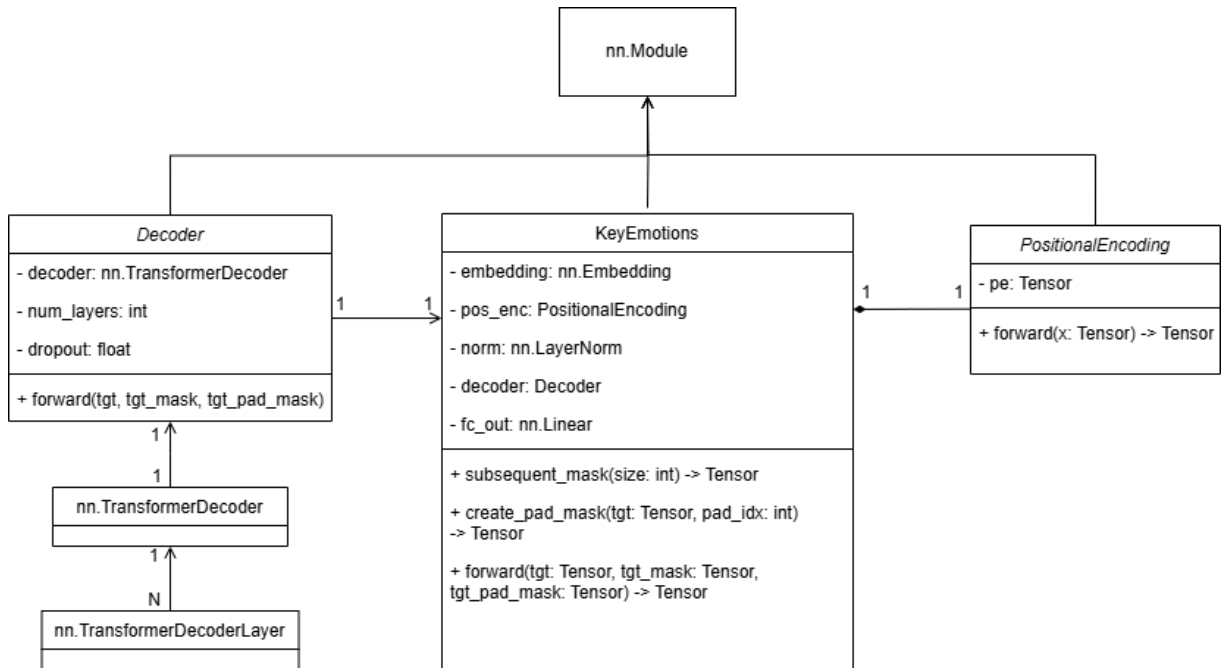 nn.Module
Decoder
- decoder: nn.TransformerDecoder
- num_layers: int
- dropout: float
+ forward(tgt, tgt_mask, tgt_pad_mask)
1
1
KeyEmotions
- embedding: nn.Embedding
- pos_enc: PositionalEncoding
- norm: nn.LayerNorm
- decoder: Decoder
- fc_out: nn.Linear
+ subsequent_mask(size: int) -> Tensor
+ create_pad_mask(tgt: Tensor, pad_idx: int)
-> Tensor
+ forward(tgt: Tensor, tgt_mask: Tensor,
tgt_pad_mask: Tensor) -> Tensor
1
1
PositionalEncoding
- pe: Tensor
+ forward(x: Tensor) -> Tensor
1
1
nn.TransformerDecoder
1
N
nn.TransformerDecoderLayer